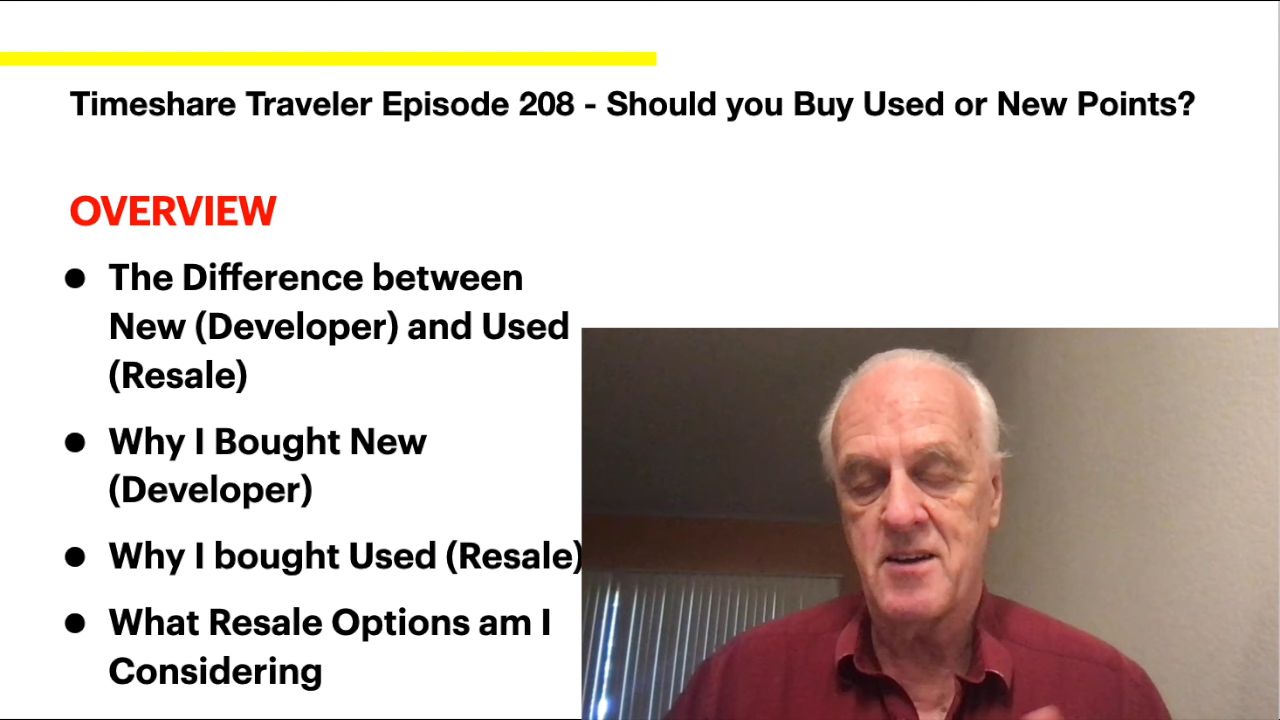 Timeshare Traveler Episode 208 - Should you Buy Used or New Points?
OVERVIEW
● The Difference between
New (Developer) and Used
(Resale)
● Why I Bought New
(Developer)
● Why I bought Used (Resale)
● What Resale Options am I
Considering